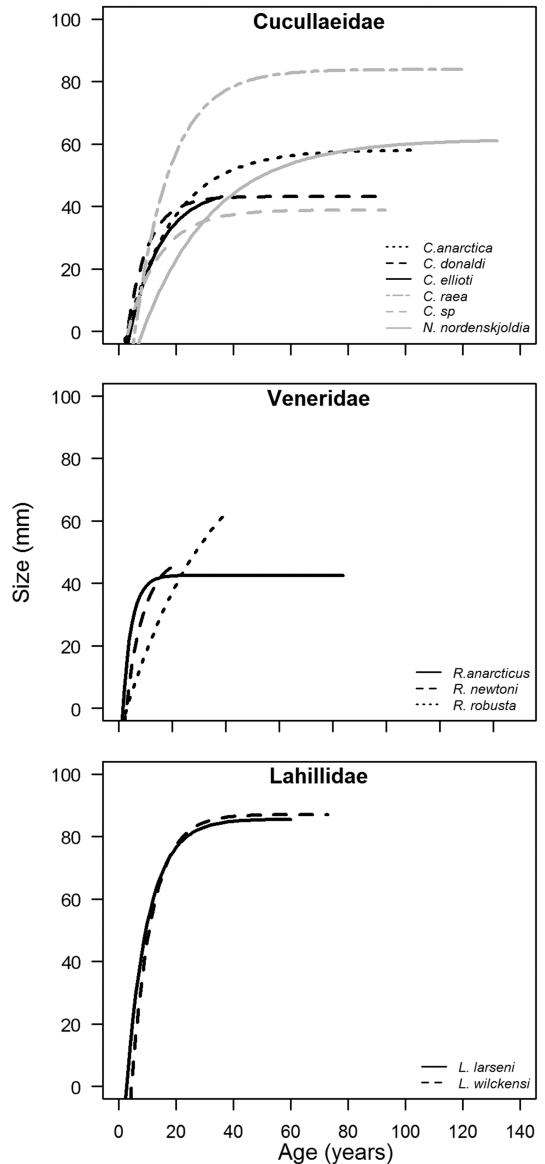 Cucullaeidae
100
80
60
40
20
0
C.anarctica
C. donaldi
C. ellioti
C. raea
C. sp
N. nordenskjoldia
Veneridae
100
80
60
40
20
0
Size (mm)
R.anarcticus
R. newtoni
R. robusta
Lahillidae
100
80
60
40
20
0
L. larseni
L. wilckensi
0 20 40 60 80 100 120 140
Age (years)